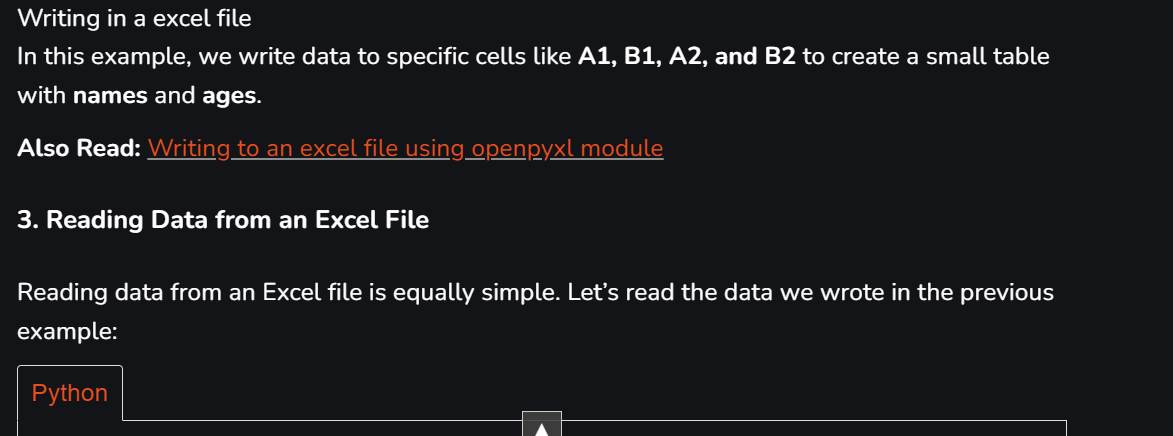 Writing in a excel file
In this example, we write data to specific cells like A1, B1, A2, and B2 to create a small table
with names and ages.
Also Read: Writing to an excel file using openpyxl module
3. Reading Data from an Excel File
Reading data from an Excel file is equally simple. Let’s read the data we wrote in the previous
example:
Python